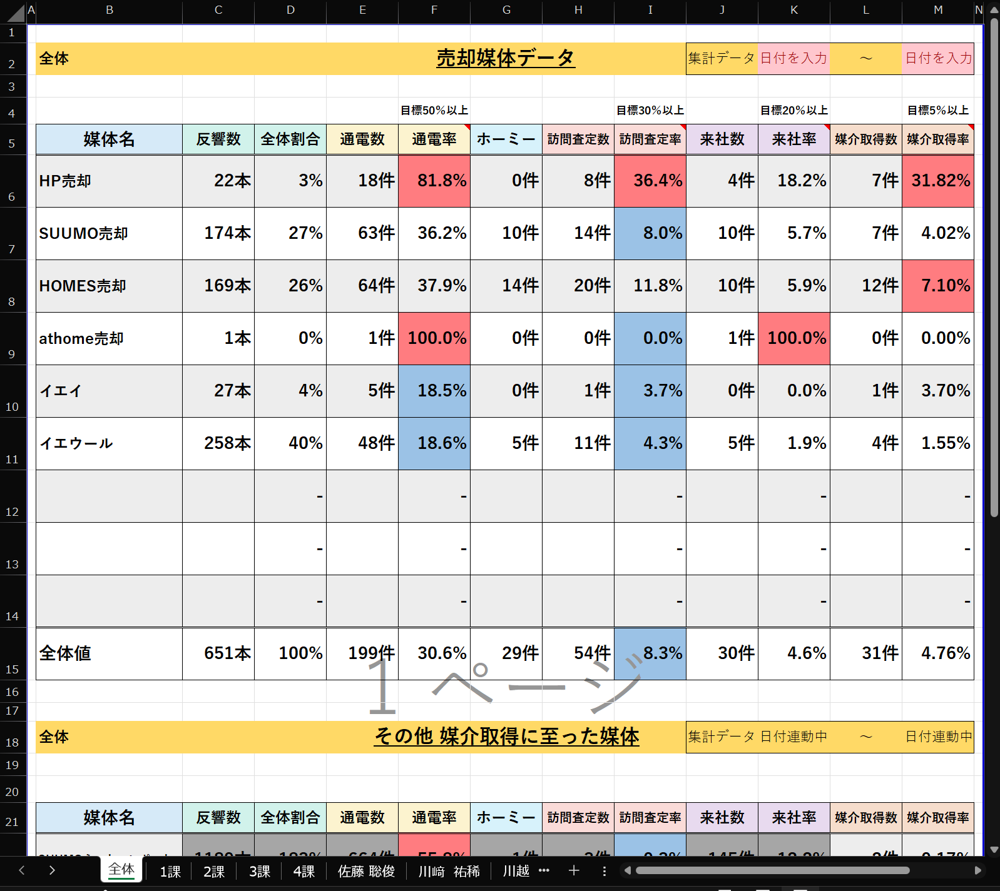 A B C D E F G H I J K L M N
1
2 全体 売却媒体データ 集計データ 日付を入力 ～ 日付を入力
3
4 目標50%以上 目標30%以上 目標20%以上 目標5%以上
5 媒体名 反響数 全体割合 通電数 通電率 ホーミー 訪問査定数 訪問査定率 来社数 来社率 媒介取得数 媒介取得率
6 HP売却 22本 3% 18件 81.8% 0件 8件 36.4% 4件 18.2% 7件 31.82%
7 SUUMO売却 174本 27% 63件 36.2% 10件 14件 8.0% 10件 5.7% 7件 4.02%
8 HOMES売却 169本 26% 64件 37.9% 14件 20件 11.8% 10件 5.9% 12件 7.10%
9 athome売却 1本 0% 1件 100.0% 0件 0件 0.0% 1件 100.0% 0件 0.00%
10 イエイ 27本 4% 5件 18.5% 0件 1件 3.7% 0件 0.0% 1件 3.70%
11 イエウール 258本 40% 48件 18.6% 5件 11件 4.3% 5件 1.9% 4件 1.55%
12 - - - - -
13 - - - - -
14 - - - - -
15 全体値 651本 100% 199件 30.6% 29件 54件 8.3% 30件 4.6% 31件 4.76%
1 ページ
16
17
18 全体 その他 媒介取得に至った媒体 集計データ 日付連動中 ～ 日付連動中
19
20
21 媒体名 反響数 全体割合 通電数 通電率 ホーミー 訪問査定数 訪問査定率 来社数 来社率 媒介取得数 媒介取得率
全体 1課 2課 3課 4課 佐藤 聡俊 川﨑 祐稀 川越 ••• +